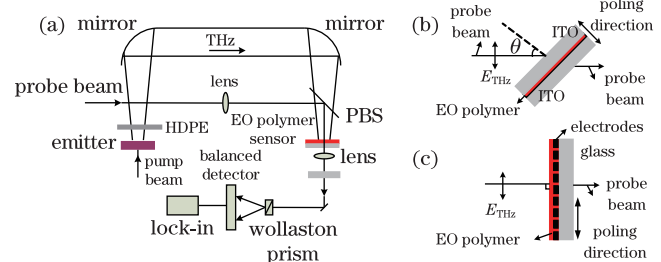 (a)
mirror
mirror
THz
probe beam
lens
PBS
HDPE
EO polymer
sensor
emitter
lens
pump
beam
balanced
detector
lock-in
wollaston
prism
(b)
probe
beam
θ
ITO
poling
direction
E_THz
ITO
probe
beam
EO polymer
(c)
electrodes
glass
E_THz
probe
beam
EO polymer
poling
direction